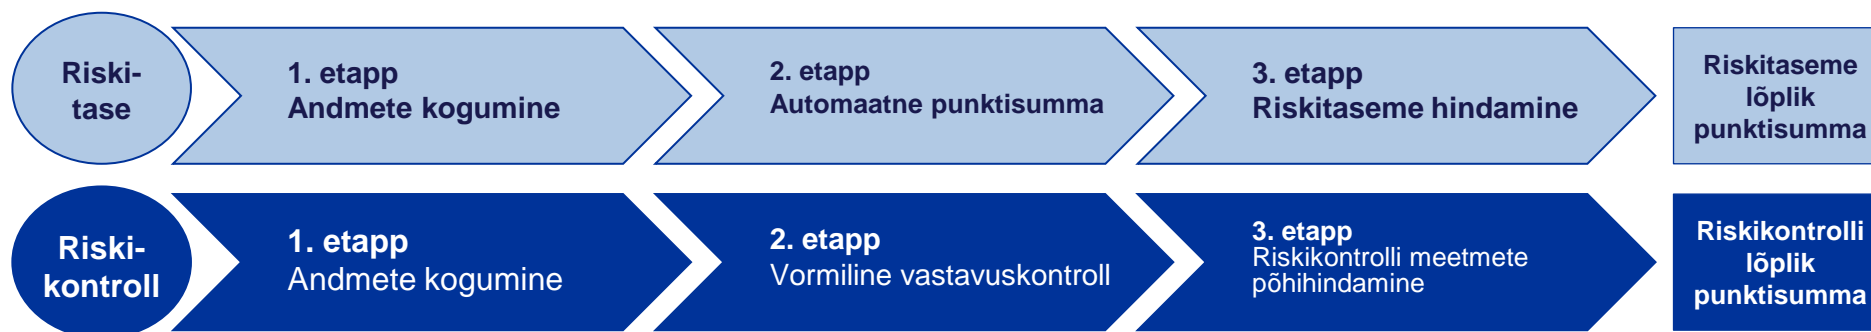 Riski-
tase
1. etapp
Andmete kogumine
2. etapp
Automaatne punktisumma
3. etapp
Riskitaseme hindamine
Riskitaseme
lõplik
punktisumma
Riski-
kontroll
1. etapp
Andmete kogumine
2. etapp
Vormiline vastavuskontroll
3. etapp
Riskikontrolli meetmete
põhihindamine
Riskikontrolli
lõplik
punktisumma